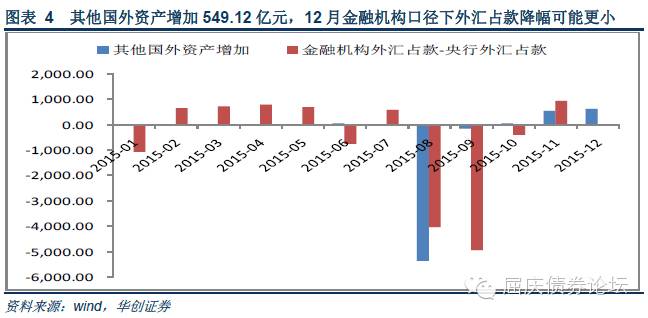 图表 4 其他国外资产增加 549.12 亿元，12 月金融机构口径下外汇占款降幅可能更小
其他国外资产增加 金融机构外汇占款-央行外汇占款
2,000.00
1,000.00
0.00
-1,000.00
-2,000.00
-3,000.00
-4,000.00
-5,000.00
-6,000.00
2015-01 2015-02 2015-03 2015-04 2015-05 2015-06 2015-07 2015-08 2015-09 2015-10 2015-11 2015-12
屈庆债券论坛
资料来源：wind，华创证券